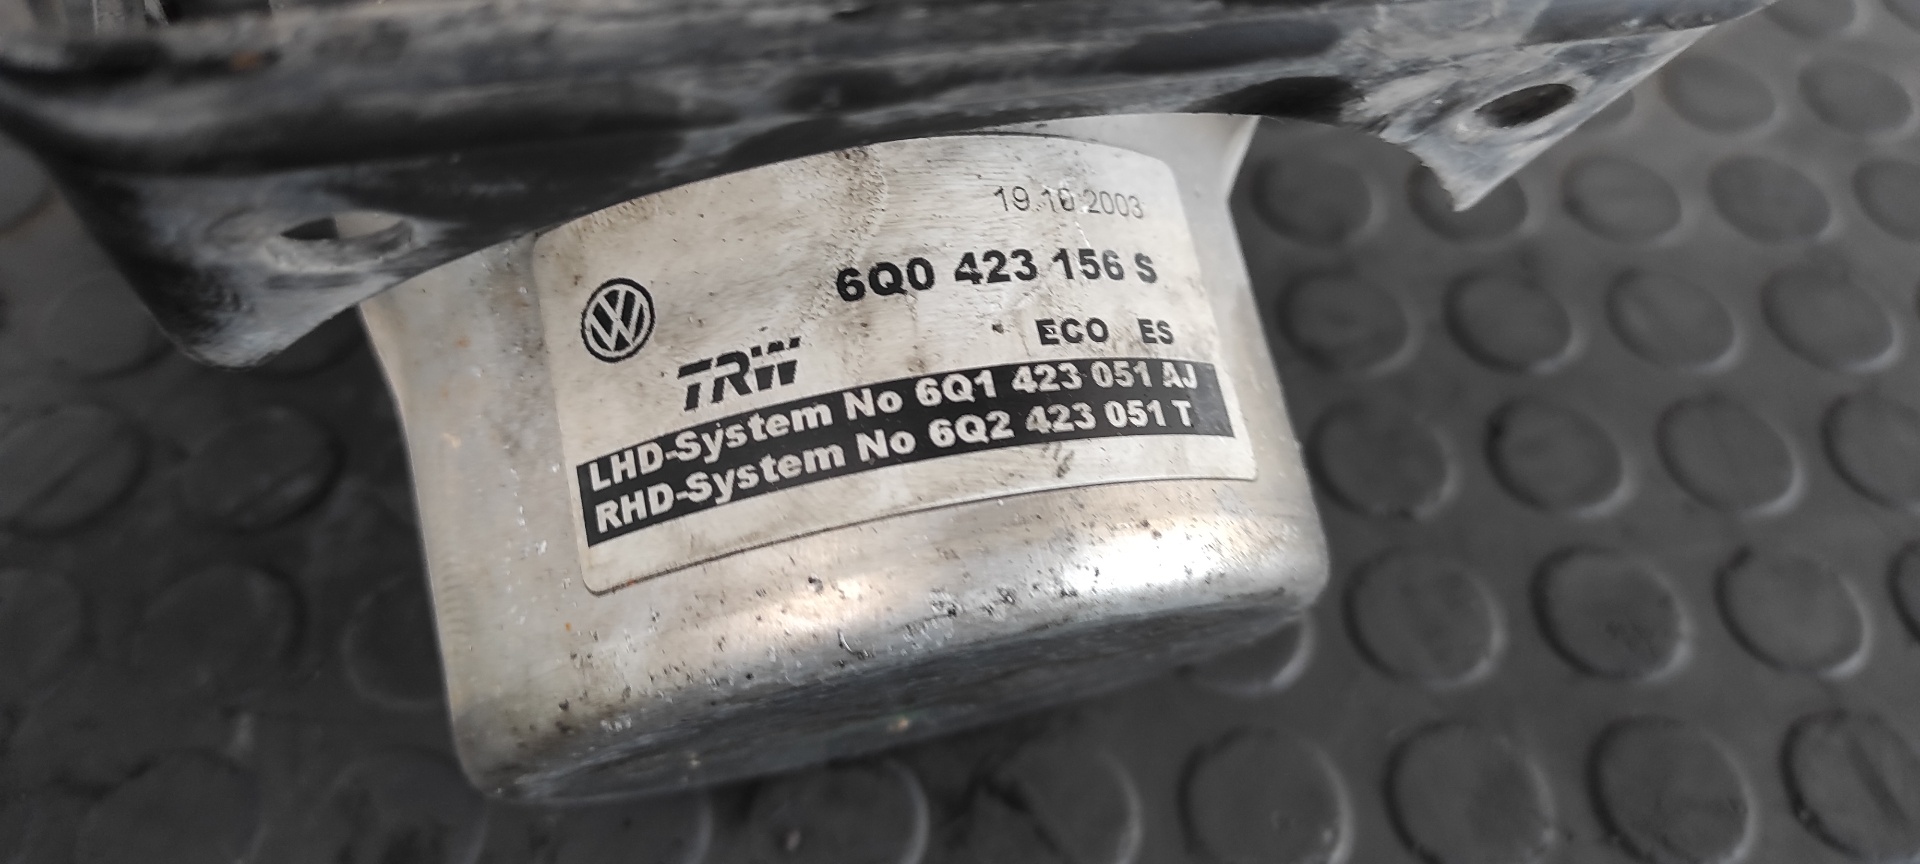 19.10.2003
6Q0 423 156 S
ECO ES
TRW
LHD-System No 6Q1 423 051 AJ
RHD-System No 6Q2 423 051 T